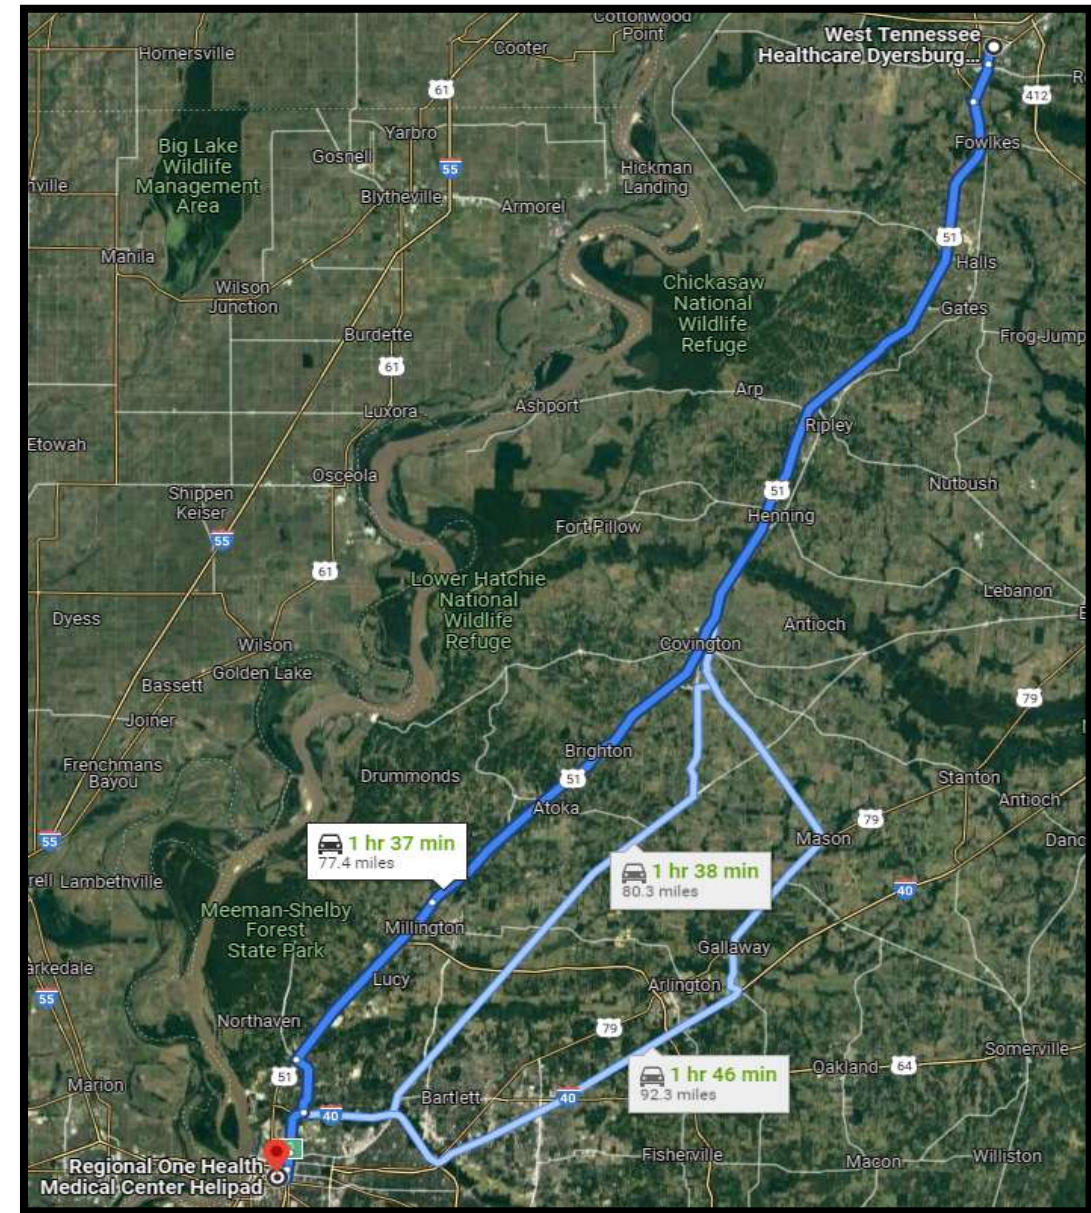 Cottonwood
Point
West Tennessee
Healthcare Dyersburg...
Hornersville
Cooter
61
412
Yarbro
Fowlkes
Big Lake
Wildlife
Management
Area
Gosnell
55
Hickman
Landing
Blytheville
Armorel
51
Manila
Halls
Wilson
Junction
Chickasaw
National
Wildlife
Refuge
Gates
Burdette
Frog Jump
61
Arp
Luxora
Ashport
Ripley
Etowah
Osceola
Nutbush
Shippen
Keiser
51
Henning
Fort Pillow
55
61
Lower Hatchie
National
Wildlife
Refuge
Lebanon
Dyess
Antioch
Wilson
Covington
Golden Lake
Bassett
79
Joiner
Brighton
Frenchmans
Bayou
Drummonds
51
Stanton
Atoka
Antioch
79
55
1 hr 37 min
77.4 miles
Mason
1 hr 38 min
80.3 miles
Lambethville
40
Meeman-Shelby
Forest
State Park
Millington
Gallaway
Lucy
Arlington
55
Northaven
79
Somerville
51
Oakland
64
Marion
1 hr 46 min
92.3 miles
Bartlett
40
40
Fisherville
Macon
Williston
Regional One Health
Medical Center Helipad